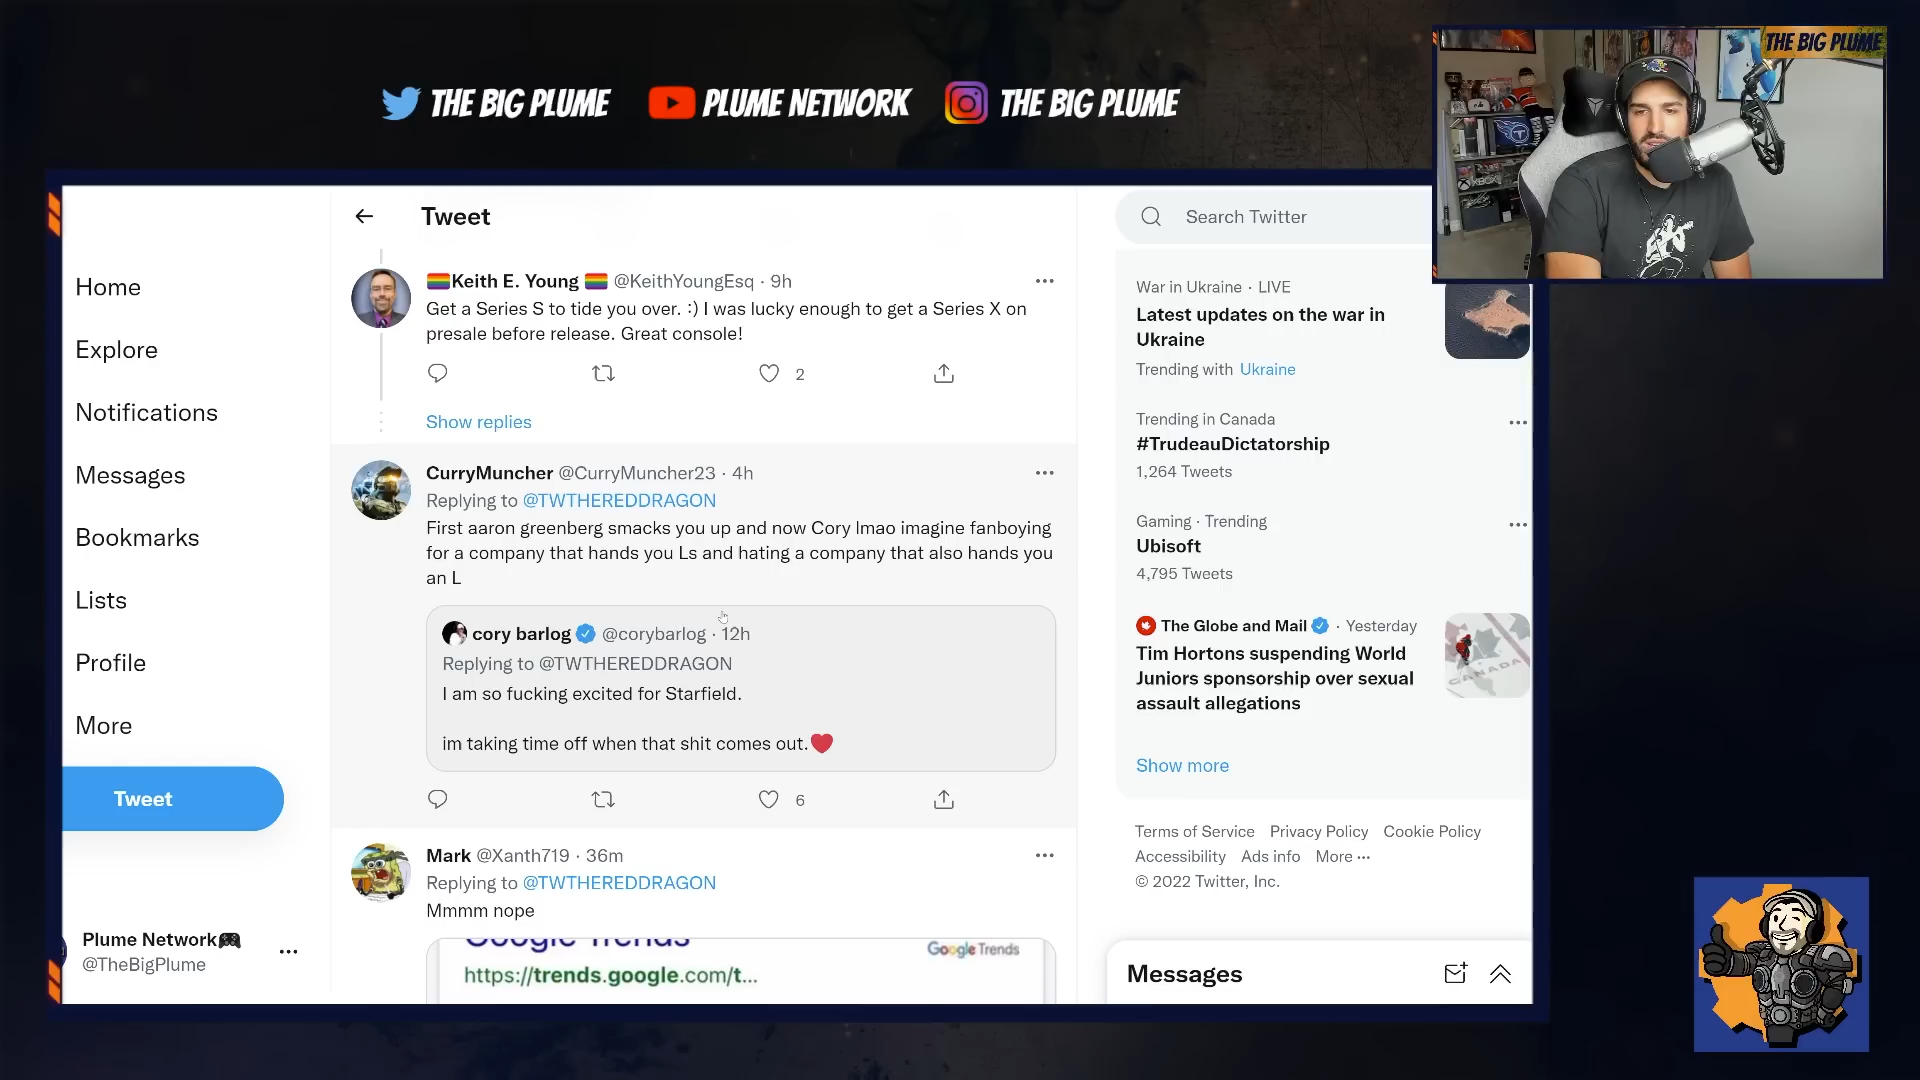 THE BIG PLUME
THE BIG PLUME
PLUME NETWORK
THE BIG PLUME
XBOX
Tweet
Search Twitter
Home
Explore
Notifications
Messages
Bookmarks
Lists
Profile
More
Tweet
Plume Network🎮
@TheBigPlume
🏳️‍🌈Keith E. Young 🏳️‍🌈 @KeithYoungEsq · 9h
Get a Series S to tide you over. :) I was lucky enough to get a Series X on
presale before release. Great console!
2
Show replies
CurryMuncher @CurryMuncher23 · 4h
Replying to @TWTHEREDDRAGON
First aaron greenberg smacks you up and now Cory lmao imagine fanboying
for a company that hands you Ls and hating a company that also hands you
an L
cory barlog @corybarlog · 12h
Replying to @TWTHEREDDRAGON
I am so fucking excited for Starfield.
im taking time off when that shit comes out.❤️
6
Mark @Xanth719 · 36m
Replying to @TWTHEREDDRAGON
Mmmm nope
Google Trends
Google Trends
https://trends.google.com/t...
War in Ukraine · LIVE
Latest updates on the war in
Ukraine
Trending with Ukraine
Trending in Canada
#TrudeauDictatorship
1,264 Tweets
Gaming · Trending
Ubisoft
4,795 Tweets
The Globe and Mail · Yesterday
Tim Hortons suspending World
Juniors sponsorship over sexual
assault allegations
CANADA
Show more
Terms of Service Privacy Policy Cookie Policy
Accessibility Ads info More ···
© 2022 Twitter, Inc.
Messages